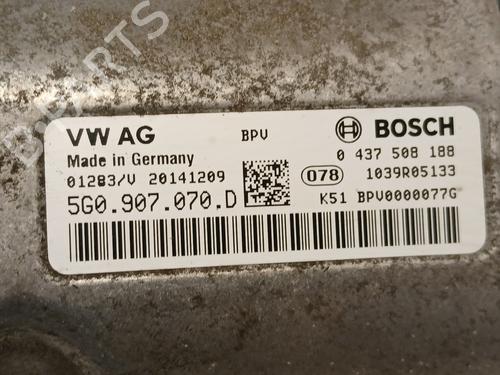 VW AG
BPV
BOSCH
Made in Germany
0 437 508 188
01283/V 20141209
078
1039R05133
5G0.907.070.D
K51 BPV0000077G